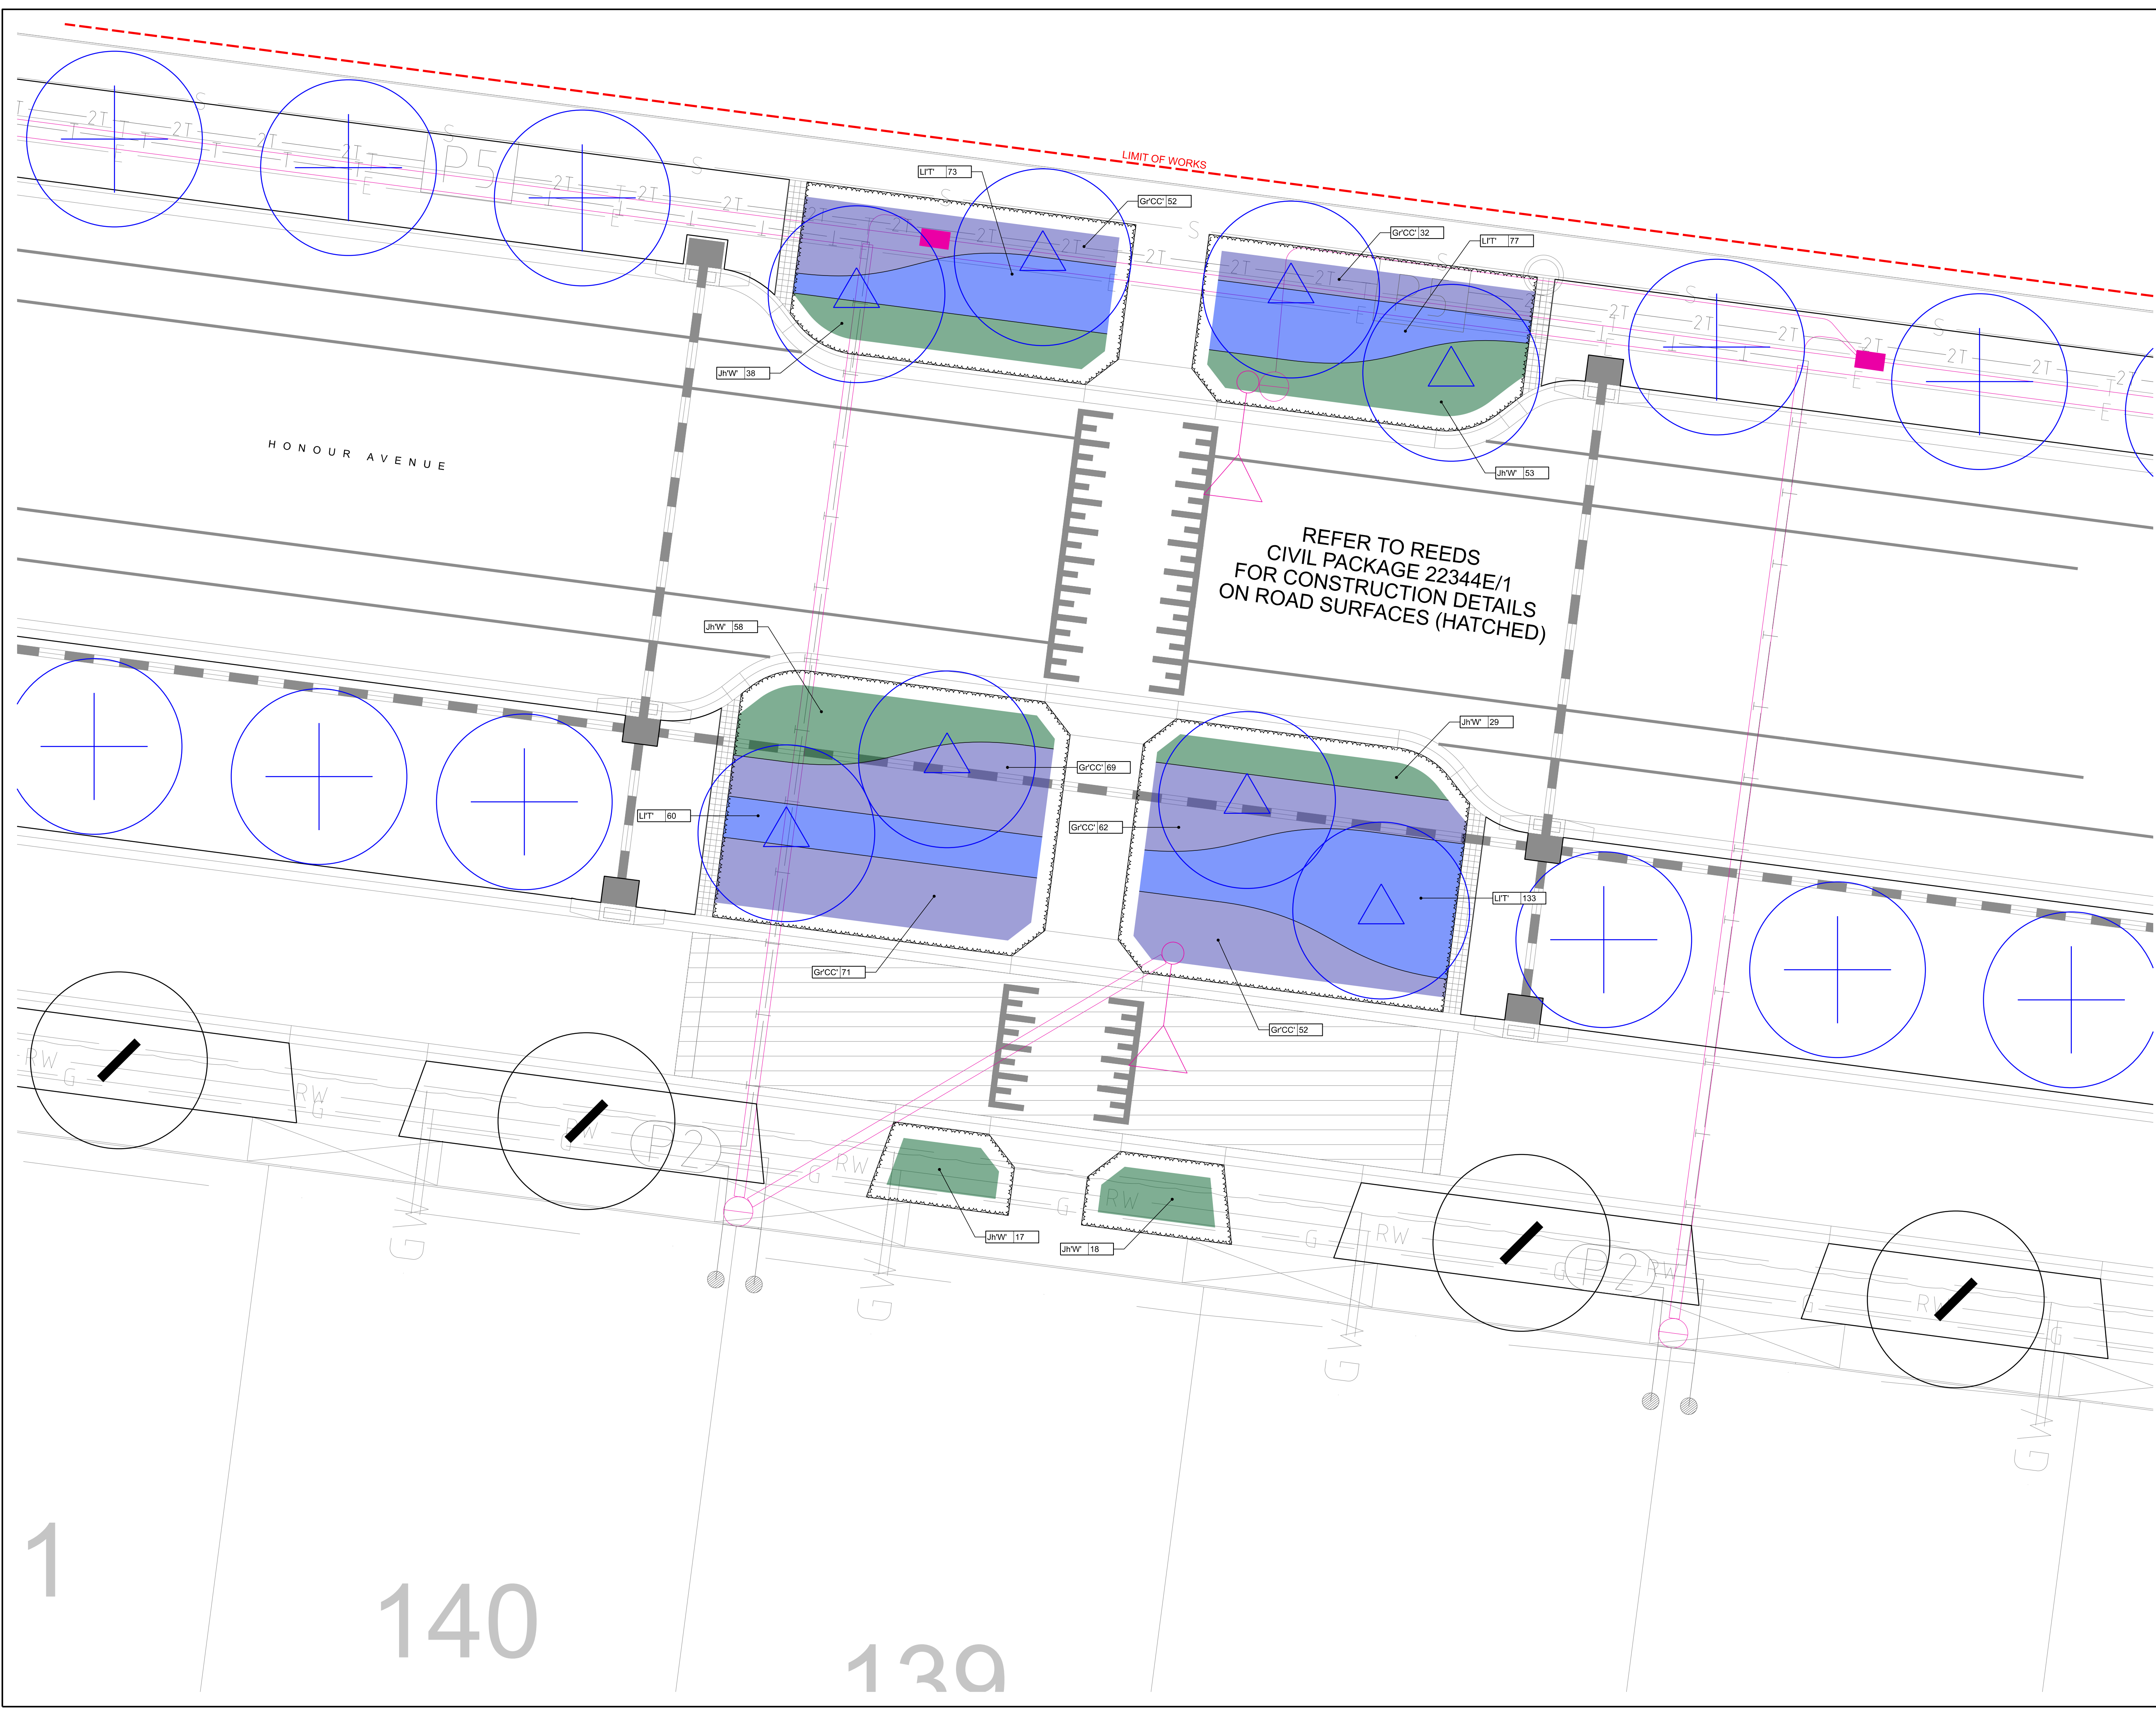 LIMIT OF WORKS
LI'T' 73
Gr'CC' 52
Gr'CC' 32
LI'T' 77
Jh'W' 38
Jh'W' 53
HONOUR AVENUE
REFER TO REEDS
CIVIL PACKAGE 22344E/1
FOR CONSTRUCTION DETAILS
ON ROAD SURFACES (HATCHED)
Jh'W' 58
Jh'W' 29
Gr'CC' 69
LI'T' 60
Gr'CC' 62
LI'T' 133
Gr'CC' 71
Gr'CC' 52
P2
Jh'W' 17
Jh'W' 18
P2
1
140
139